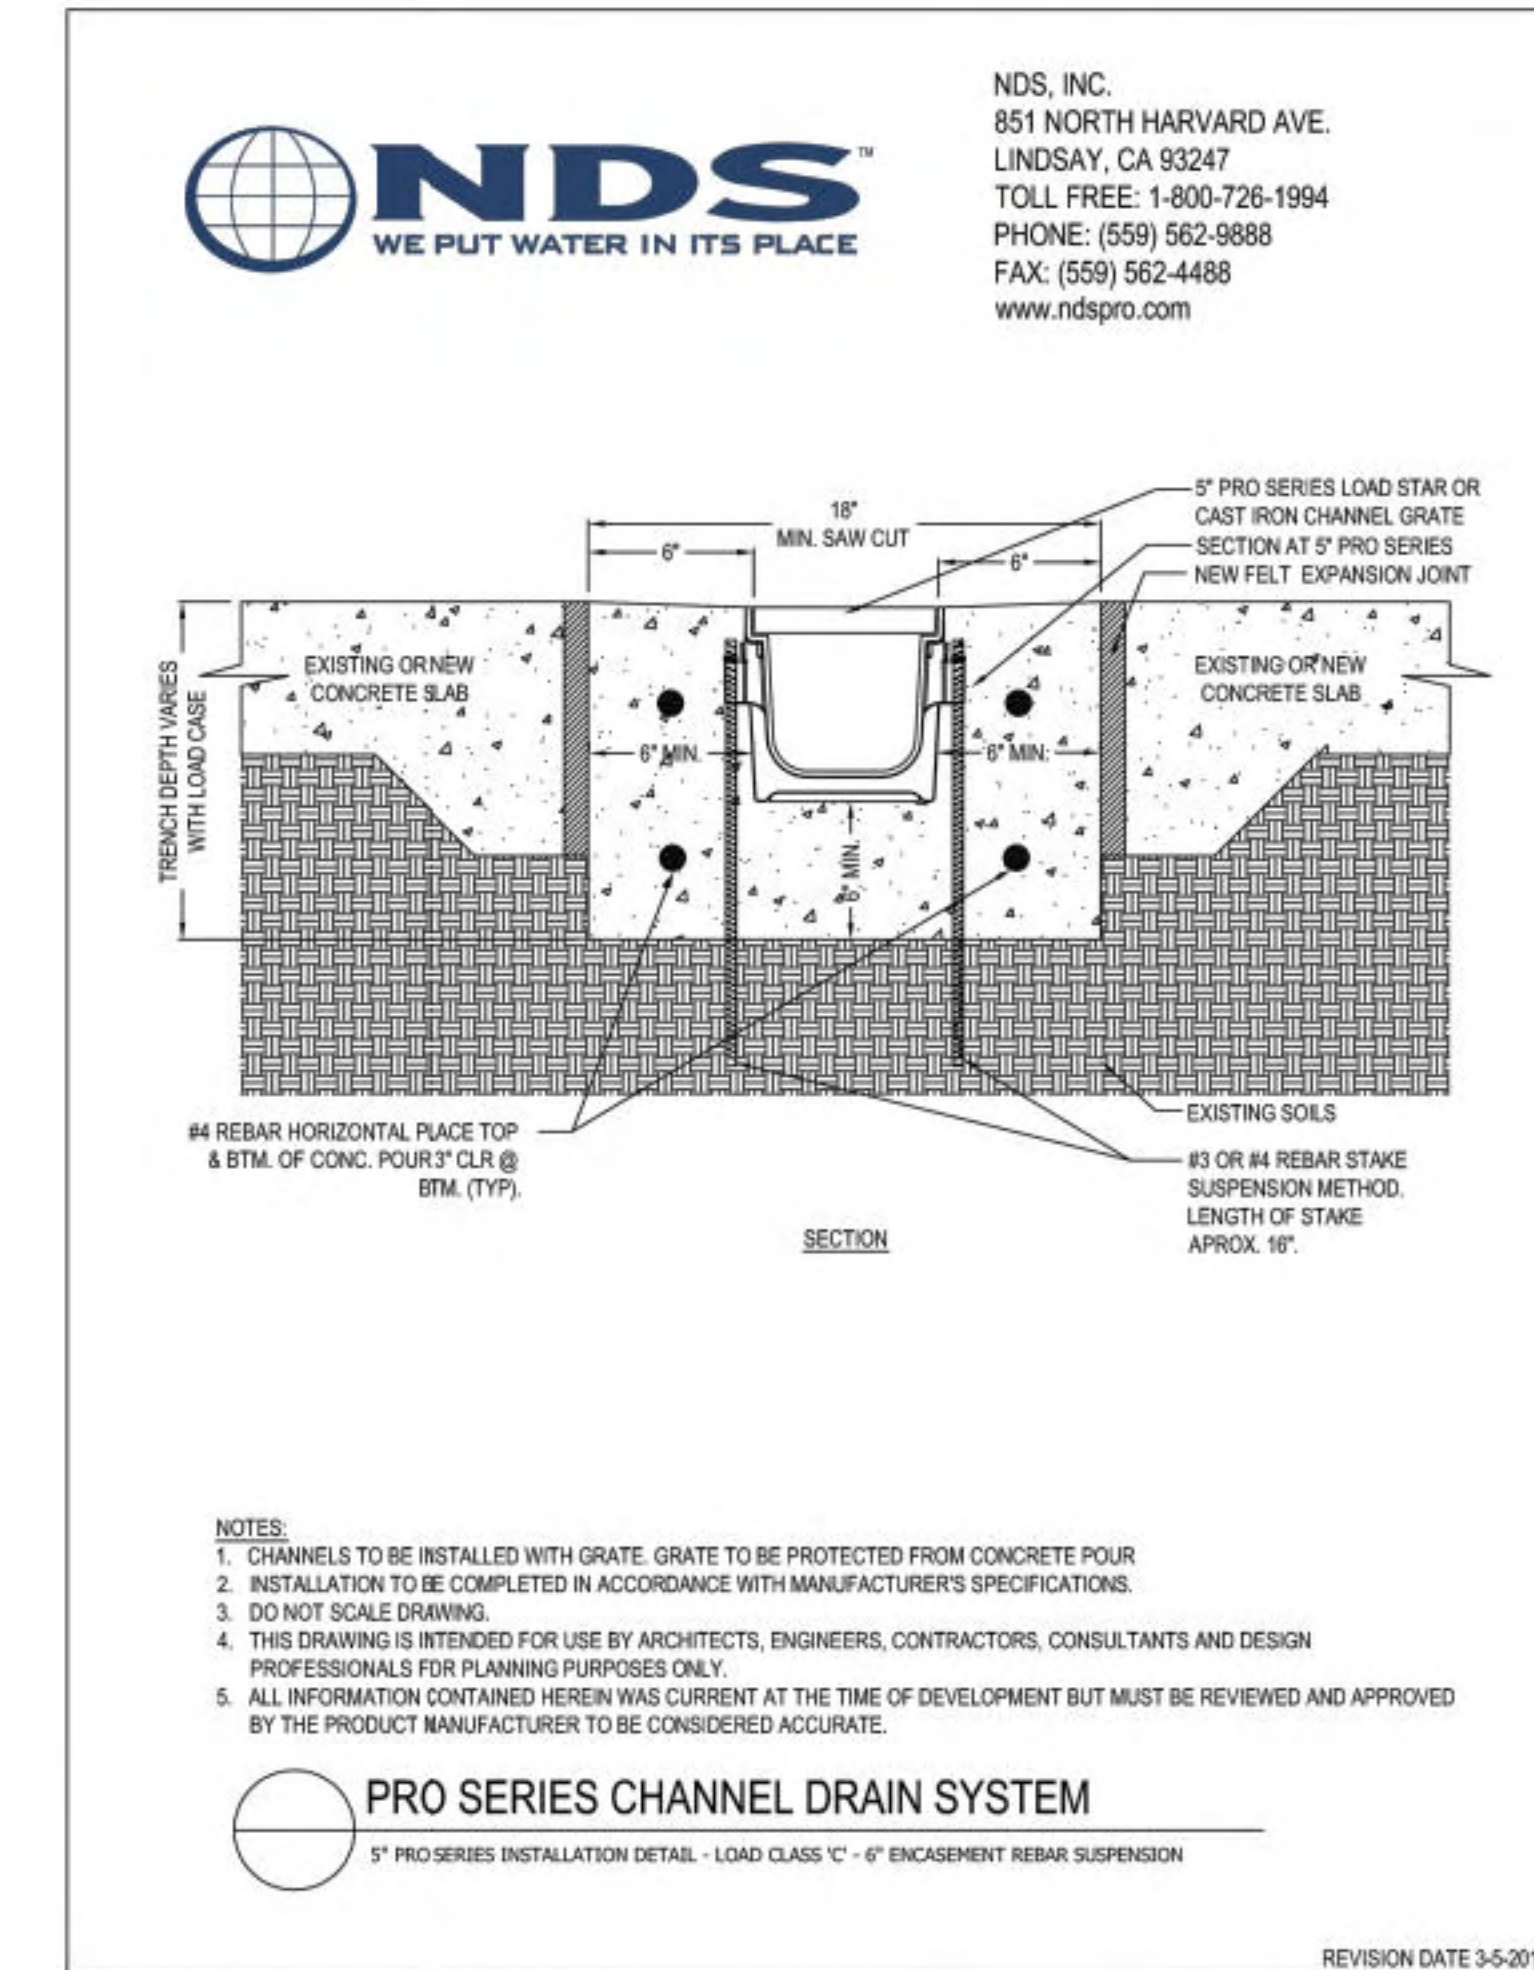 NDS™
WE PUT WATER IN ITS PLACE
NDS, INC.
851 NORTH HARVARD AVE.
LINDSAY, CA 93247
TOLL FREE: 1-800-726-1994
PHONE: (559) 562-9888
FAX: (559) 562-4488
www.ndspro.com
5" PRO SERIES LOAD STAR OR
CAST IRON CHANNEL GRATE
SECTION AT 5" PRO SERIES
NEW FELT EXPANSION JOINT
18"
MIN. SAW CUT
6"
6"
TRENCH DEPTH VARIES
WITH LOAD CASE
EXISTING OR NEW
CONCRETE SLAB
EXISTING OR NEW
CONCRETE SLAB
6" MIN.
6" MIN.
6" MIN.
EXISTING SOILS
#4 REBAR HORIZONTAL PLACE TOP
& BTM. OF CONC. POUR 3" CLR @
BTM. (TYP).
#3 OR #4 REBAR STAKE
SUSPENSION METHOD.
LENGTH OF STAKE
APROX. 16".
SECTION
NOTES:
1. CHANNELS TO BE INSTALLED WITH GRATE. GRATE TO BE PROTECTED FROM CONCRETE POUR
2. INSTALLATION TO BE COMPLETED IN ACCORDANCE WITH MANUFACTURER'S SPECIFICATIONS.
3. DO NOT SCALE DRAWING.
4. THIS DRAWING IS INTENDED FOR USE BY ARCHITECTS, ENGINEERS, CONTRACTORS, CONSULTANTS AND DESIGN
PROFESSIONALS FOR PLANNING PURPOSES ONLY.
5. ALL INFORMATION CONTAINED HEREIN WAS CURRENT AT THE TIME OF DEVELOPMENT BUT MUST BE REVIEWED AND APPROVED
BY THE PRODUCT MANUFACTURER TO BE CONSIDERED ACCURATE.
PRO SERIES CHANNEL DRAIN SYSTEM
5" PRO SERIES INSTALLATION DETAIL - LOAD CLASS 'C' - 6" ENCASEMENT REBAR SUSPENSION
REVISION DATE 3-5-201